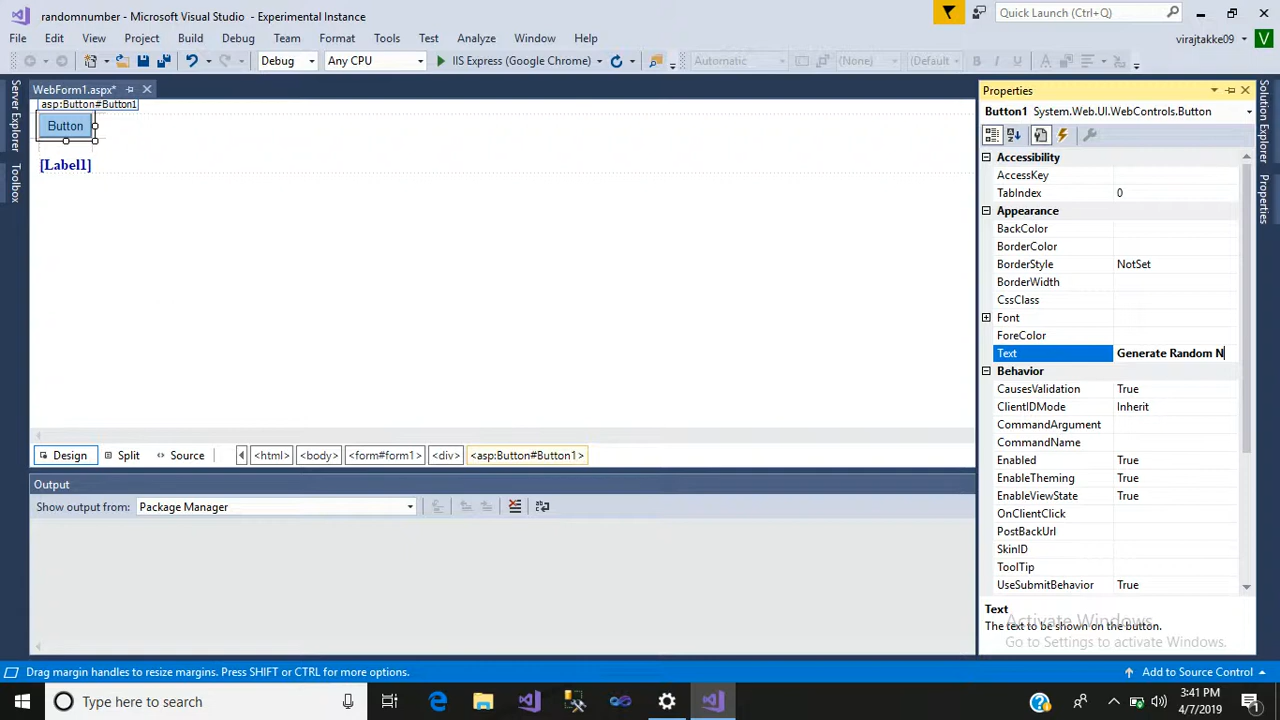 randomnumber - Microsoft Visual Studio - Experimental Instance
Quick Launch (Ctrl+Q)
File Edit View Project Build Debug Team Format Tools Test Analyze Window Help
virajtakke09 V
Debug Any CPU IIS Express (Google Chrome) Automatic (None) (Default B I U A
Server Explorer
Toolbox
WebForm1.aspx*
asp:Button#Button1
Button
[Label1]
Design Split Source <html> <body> <form#form1> <div> <asp:Button#Button1>
Output
Show output from: Package Manager
Properties
Button1 System.Web.UI.WebControls.Button
Accessibility
AccessKey
TabIndex 0
Appearance
BackColor
BorderColor
BorderStyle NotSet
BorderWidth
CssClass
Font
ForeColor
Text Generate Random N
Behavior
CausesValidation True
ClientIDMode Inherit
CommandArgument
CommandName
Enabled True
EnableTheming True
EnableViewState True
OnClientClick
PostBackUrl
SkinID
ToolTip
UseSubmitBehavior True
Text
The text to be shown on the button.
Activate Windows
Go to Settings to activate Windows.
Solution Explorer
Properties
Drag margin handles to resize margins. Press SHIFT or CTRL for more options.
Add to Source Control
Type here to search
3:41 PM
4/7/2019
1